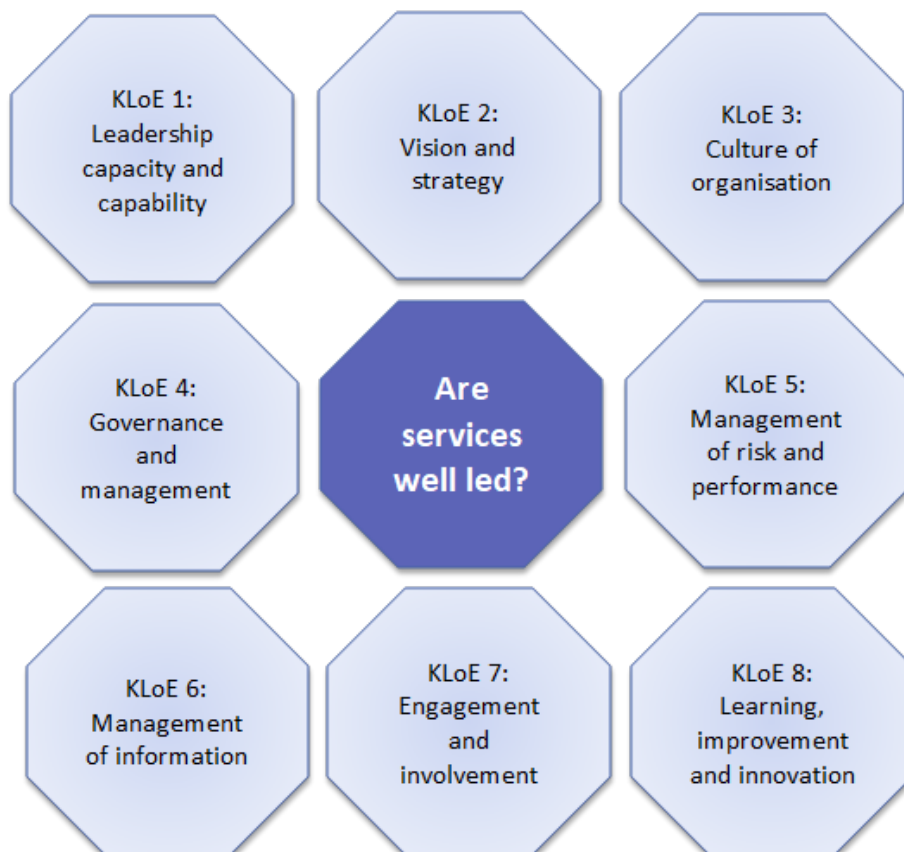 KLoE 1:
Leadership
capacity and
capability
KLoE 2:
Vision and
strategy
KLoE 3:
Culture of
organisation
KLoE 4:
Governance
and
management
Are
services
well led?
KLoE 5:
Management
of risk and
performance
KLoE 6:
Management
of information
KLoE 7:
Engagement
and
involvement
KLoE 8:
Learning,
improvement
and innovation